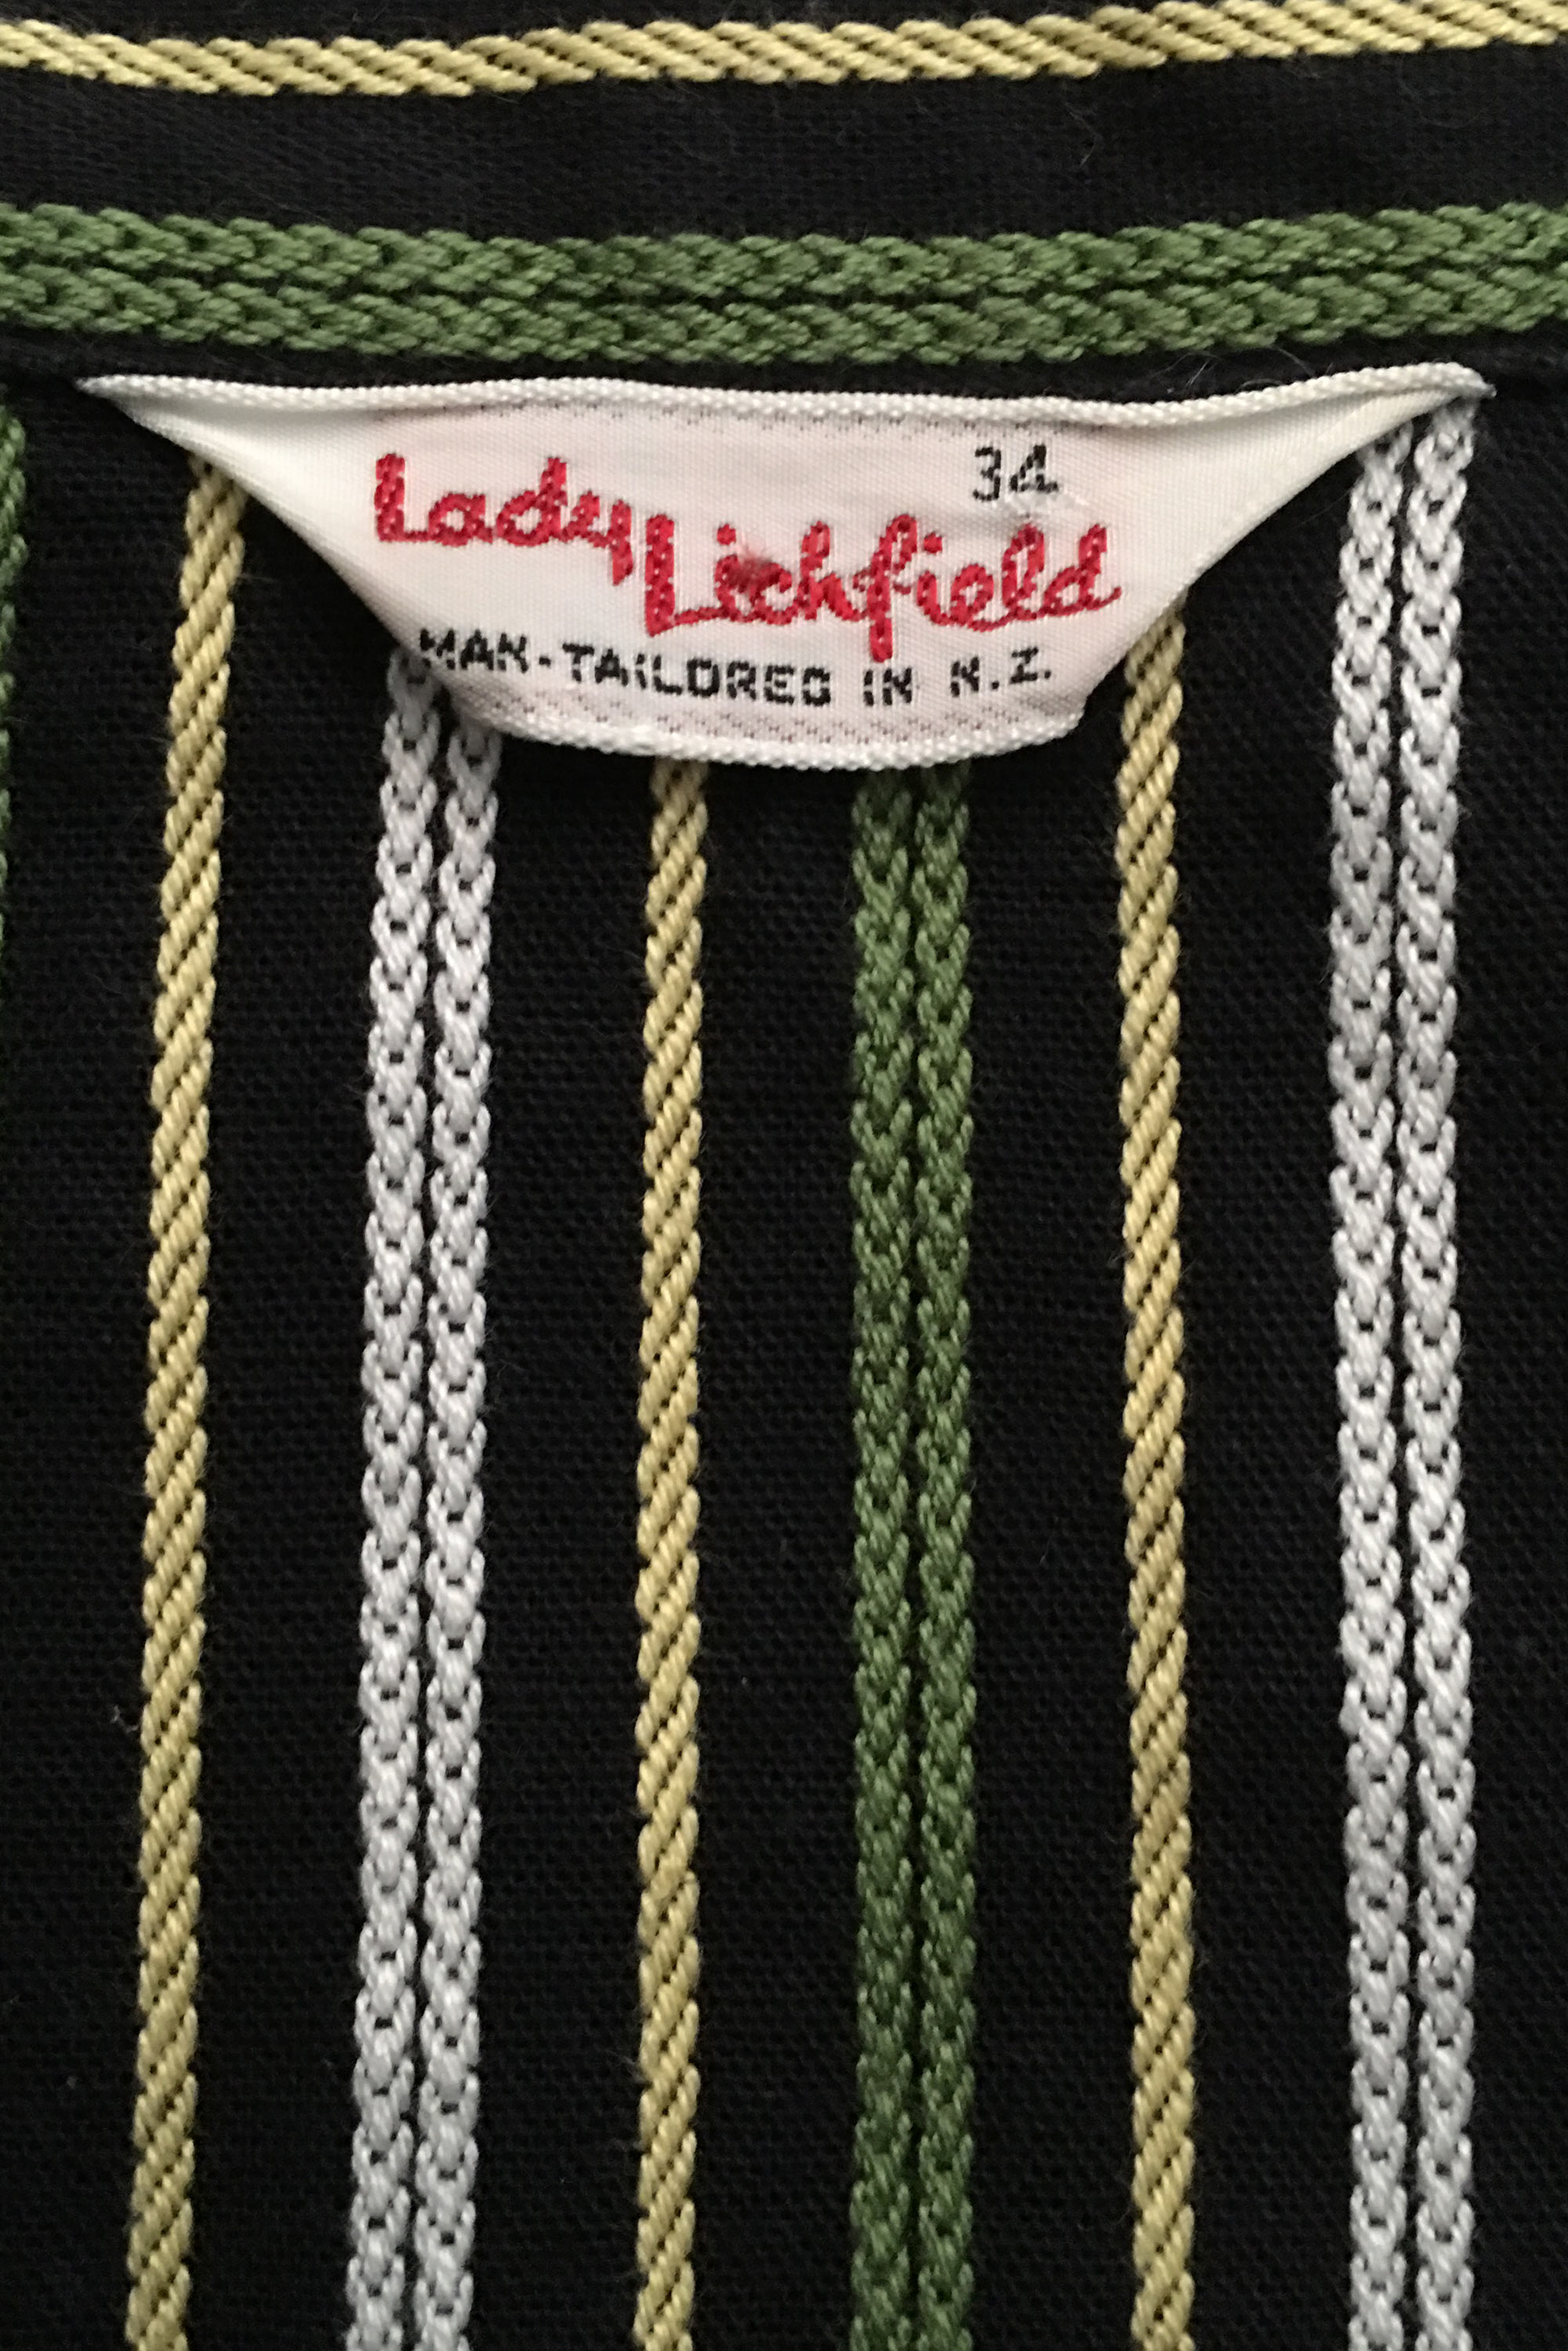 34
Lady
Lichfield
MAN-TAILORED IN N.Z.